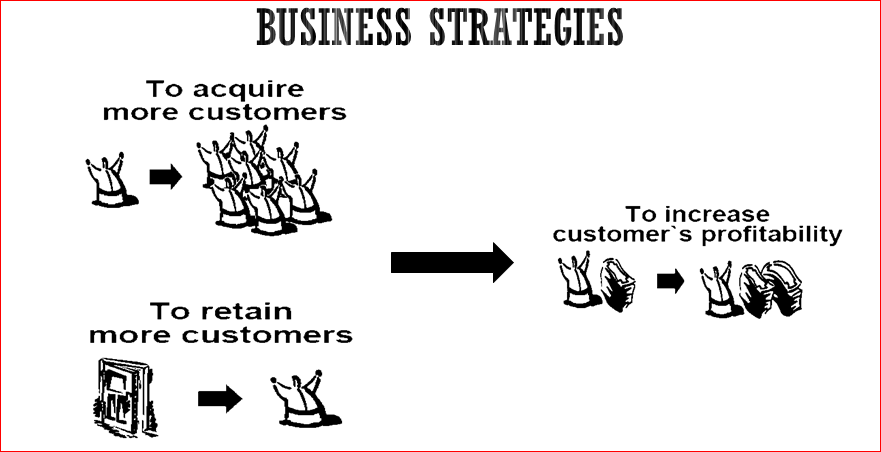 BUSINESS STRATEGIES
To acquire
more customers
To increase
customer`s profitability
To retain
more customers